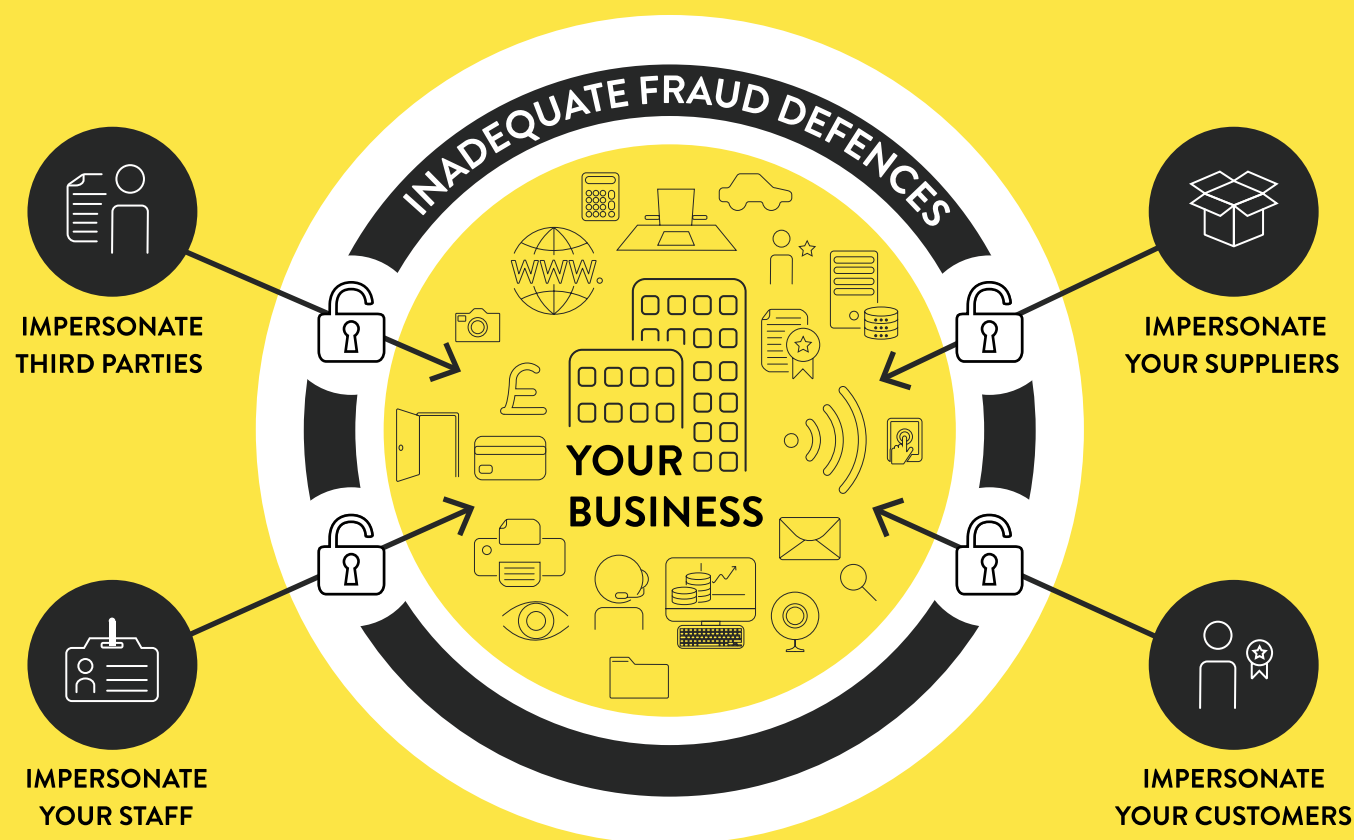 INADEQUATE FRAUD DEFENCES
IMPERSONATE
THIRD PARTIES
IMPERSONATE
YOUR SUPPLIERS
WWW.
£
YOUR
BUSINESS
IMPERSONATE
YOUR STAFF
IMPERSONATE
YOUR CUSTOMERS